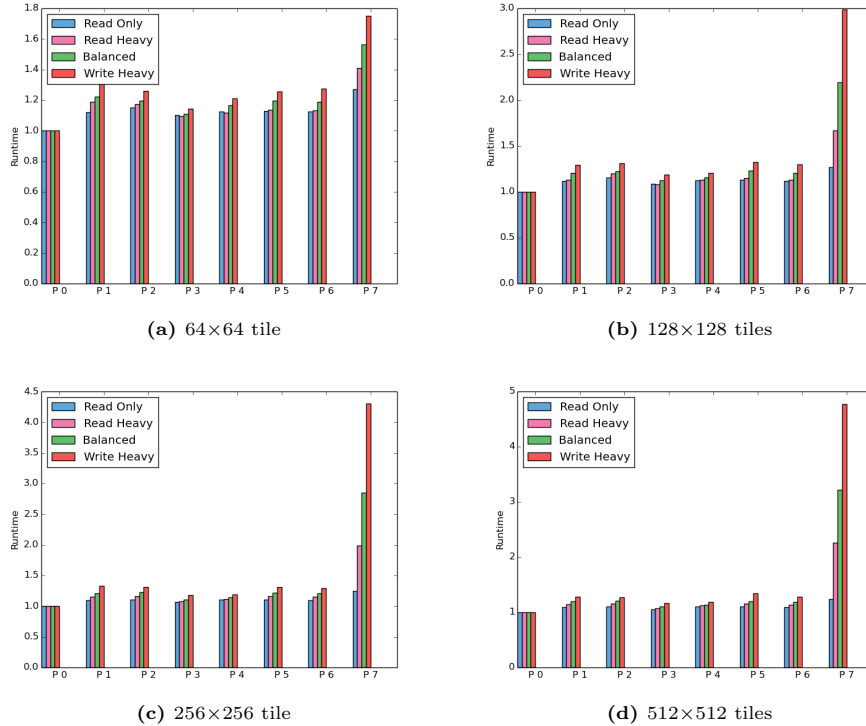 1.8
1.6
1.4
1.2
1.0
0.8
0.6
0.4
0.2
0.0
Runtime
Read Only
Read Heavy
Balanced
Write Heavy
P 0 P 1 P 2 P 3 P 4 P 5 P 6 P 7
(a) 64×64 tile
3.0
2.5
2.0
1.5
1.0
0.5
0.0
Runtime
Read Only
Read Heavy
Balanced
Write Heavy
P 0 P 1 P 2 P 3 P 4 P 5 P 6 P 7
(b) 128×128 tiles
4.5
4.0
3.5
3.0
2.5
2.0
1.5
1.0
0.5
0.0
Runtime
Read Only
Read Heavy
Balanced
Write Heavy
P 0 P 1 P 2 P 3 P 4 P 5 P 6 P 7
(c) 256×256 tile
5
4
3
2
1
0
Runtime
Read Only
Read Heavy
Balanced
Write Heavy
P 0 P 1 P 2 P 3 P 4 P 5 P 6 P 7
(d) 512×512 tiles